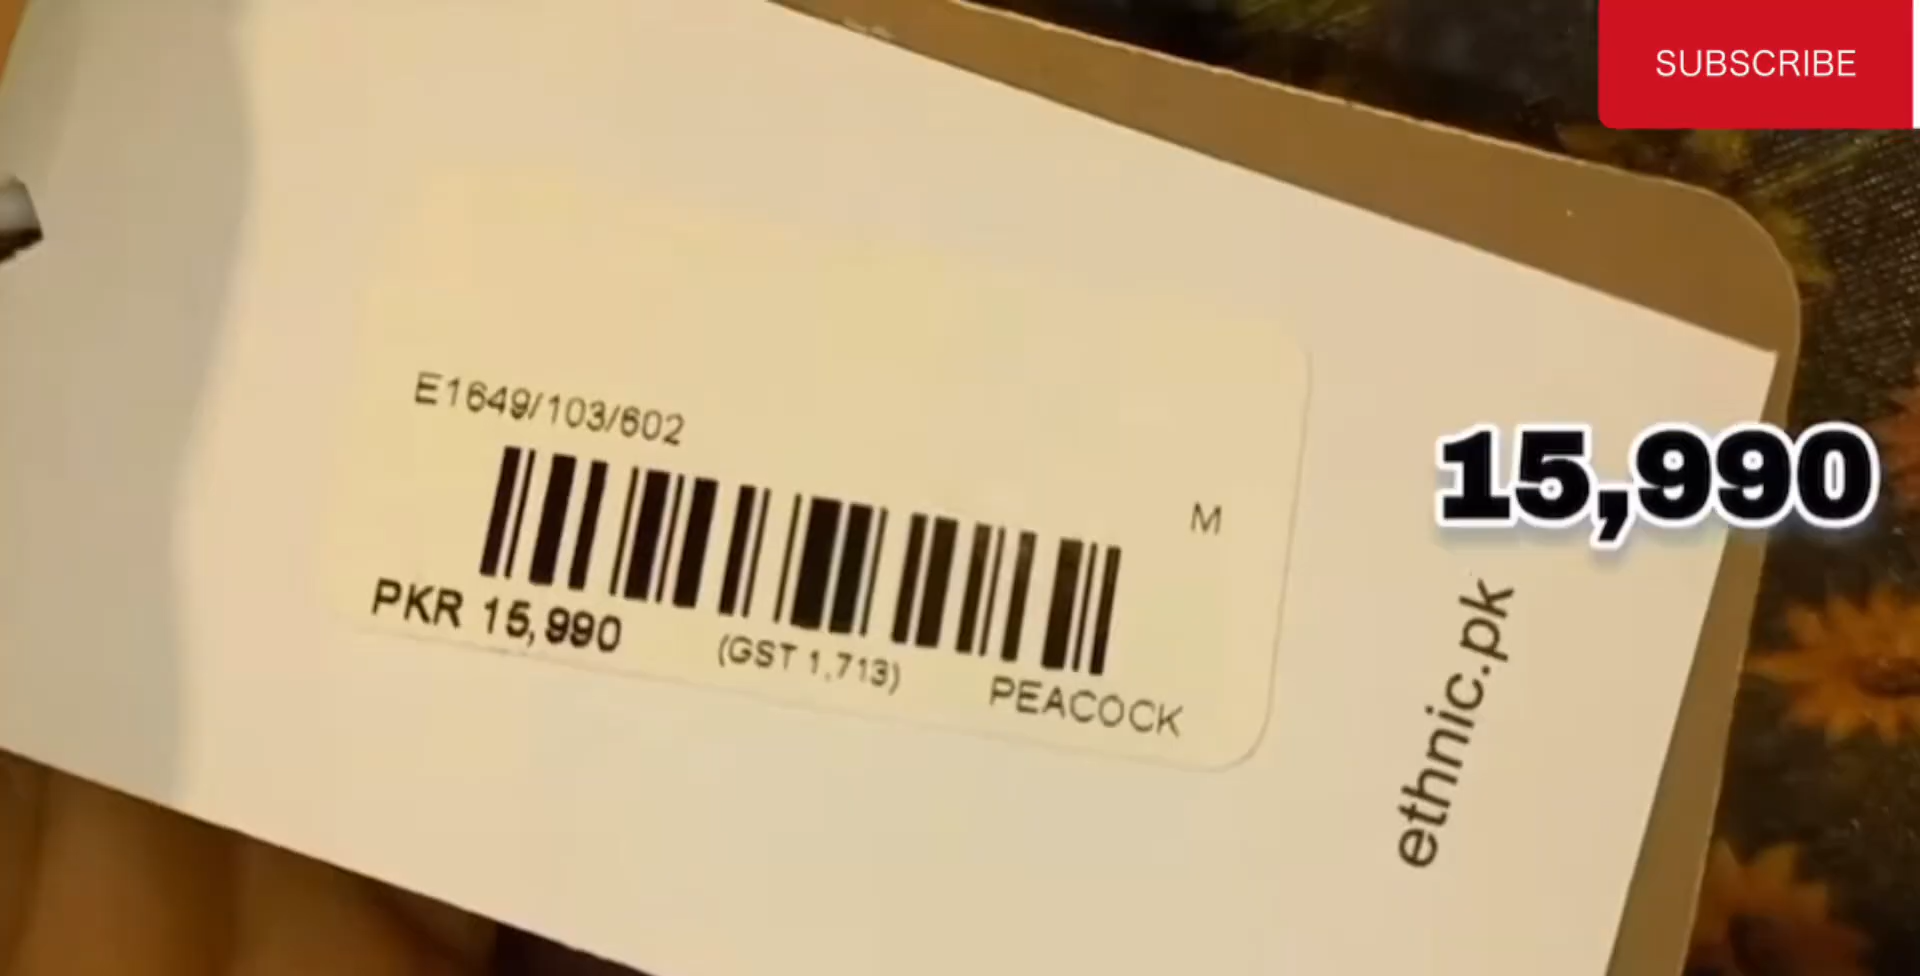 SUBSCRIBE
E1649/103/602
M
15,990
PKR 15,990
(GST 1,713)
PEACOCK
ethnic.pk